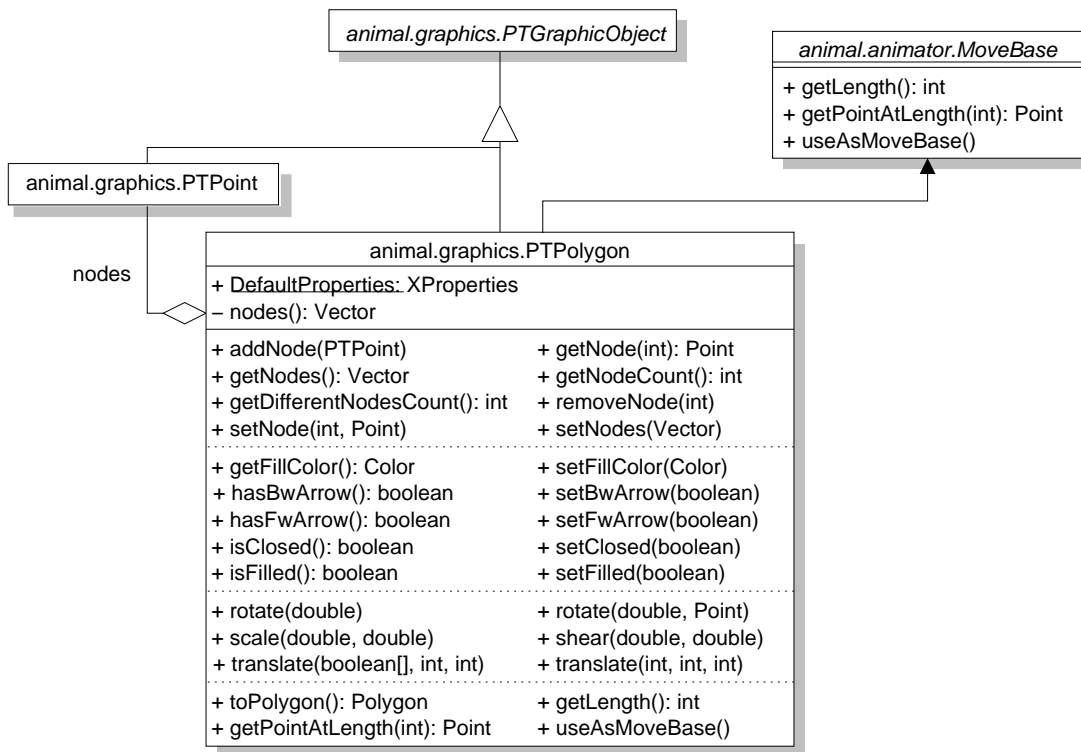 animal.graphics.PTGraphicObject
animal.animator.MoveBase
+ getLength(): int
+ getPointAtLength(int): Point
+ useAsMoveBase()
animal.graphics.PTPoint
nodes
animal.graphics.PTPolygon
+ DefaultProperties: XProperties
– nodes(): Vector
+ addNode(PTPoint) + getNode(int): Point
+ getNodes(): Vector + getNodeCount(): int
+ getDifferentNodesCount(): int + removeNode(int)
+ setNode(int, Point) + setNodes(Vector)
+ getFillColor(): Color + setFillColor(Color)
+ hasBwArrow(): boolean + setBwArrow(boolean)
+ hasFwArrow(): boolean + setFwArrow(boolean)
+ isClosed(): boolean + setClosed(boolean)
+ isFilled(): boolean + setFilled(boolean)
+ rotate(double) + rotate(double, Point)
+ scale(double, double) + shear(double, double)
+ translate(boolean[], int, int) + translate(int, int, int)
+ toPolygon(): Polygon + getLength(): int
+ getPointAtLength(int): Point + useAsMoveBase()